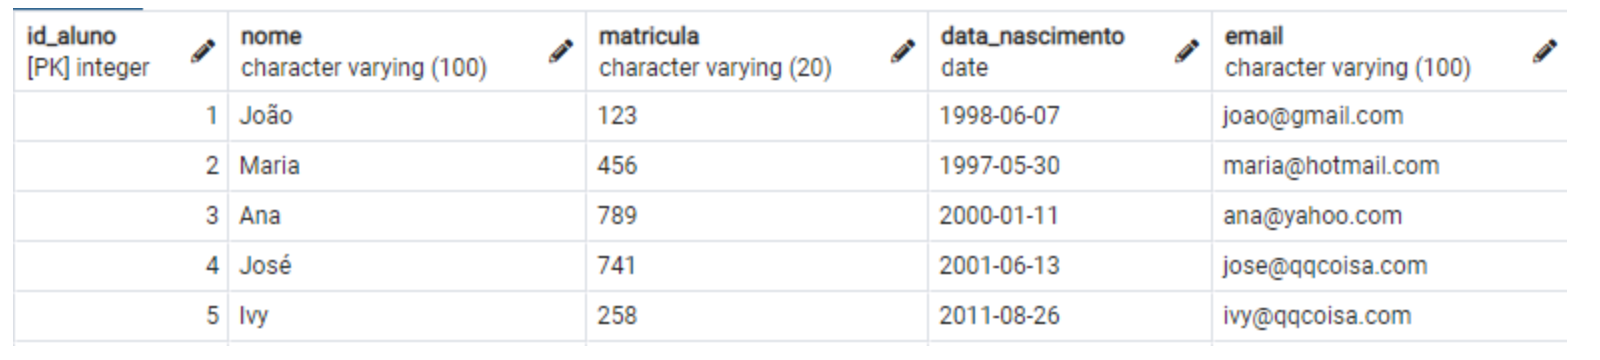 id_aluno nome matricula data_nascimento email
[PK] integer character varying (100) character varying (20) date character varying (100)
1 João 123 1998-06-07 joao@gmail.com
2 Maria 456 1997-05-30 maria@hotmail.com
3 Ana 789 2000-01-11 ana@yahoo.com
4 José 741 2001-06-13 jose@qqcoisa.com
5 Ivy 258 2011-08-26 ivy@qqcoisa.com